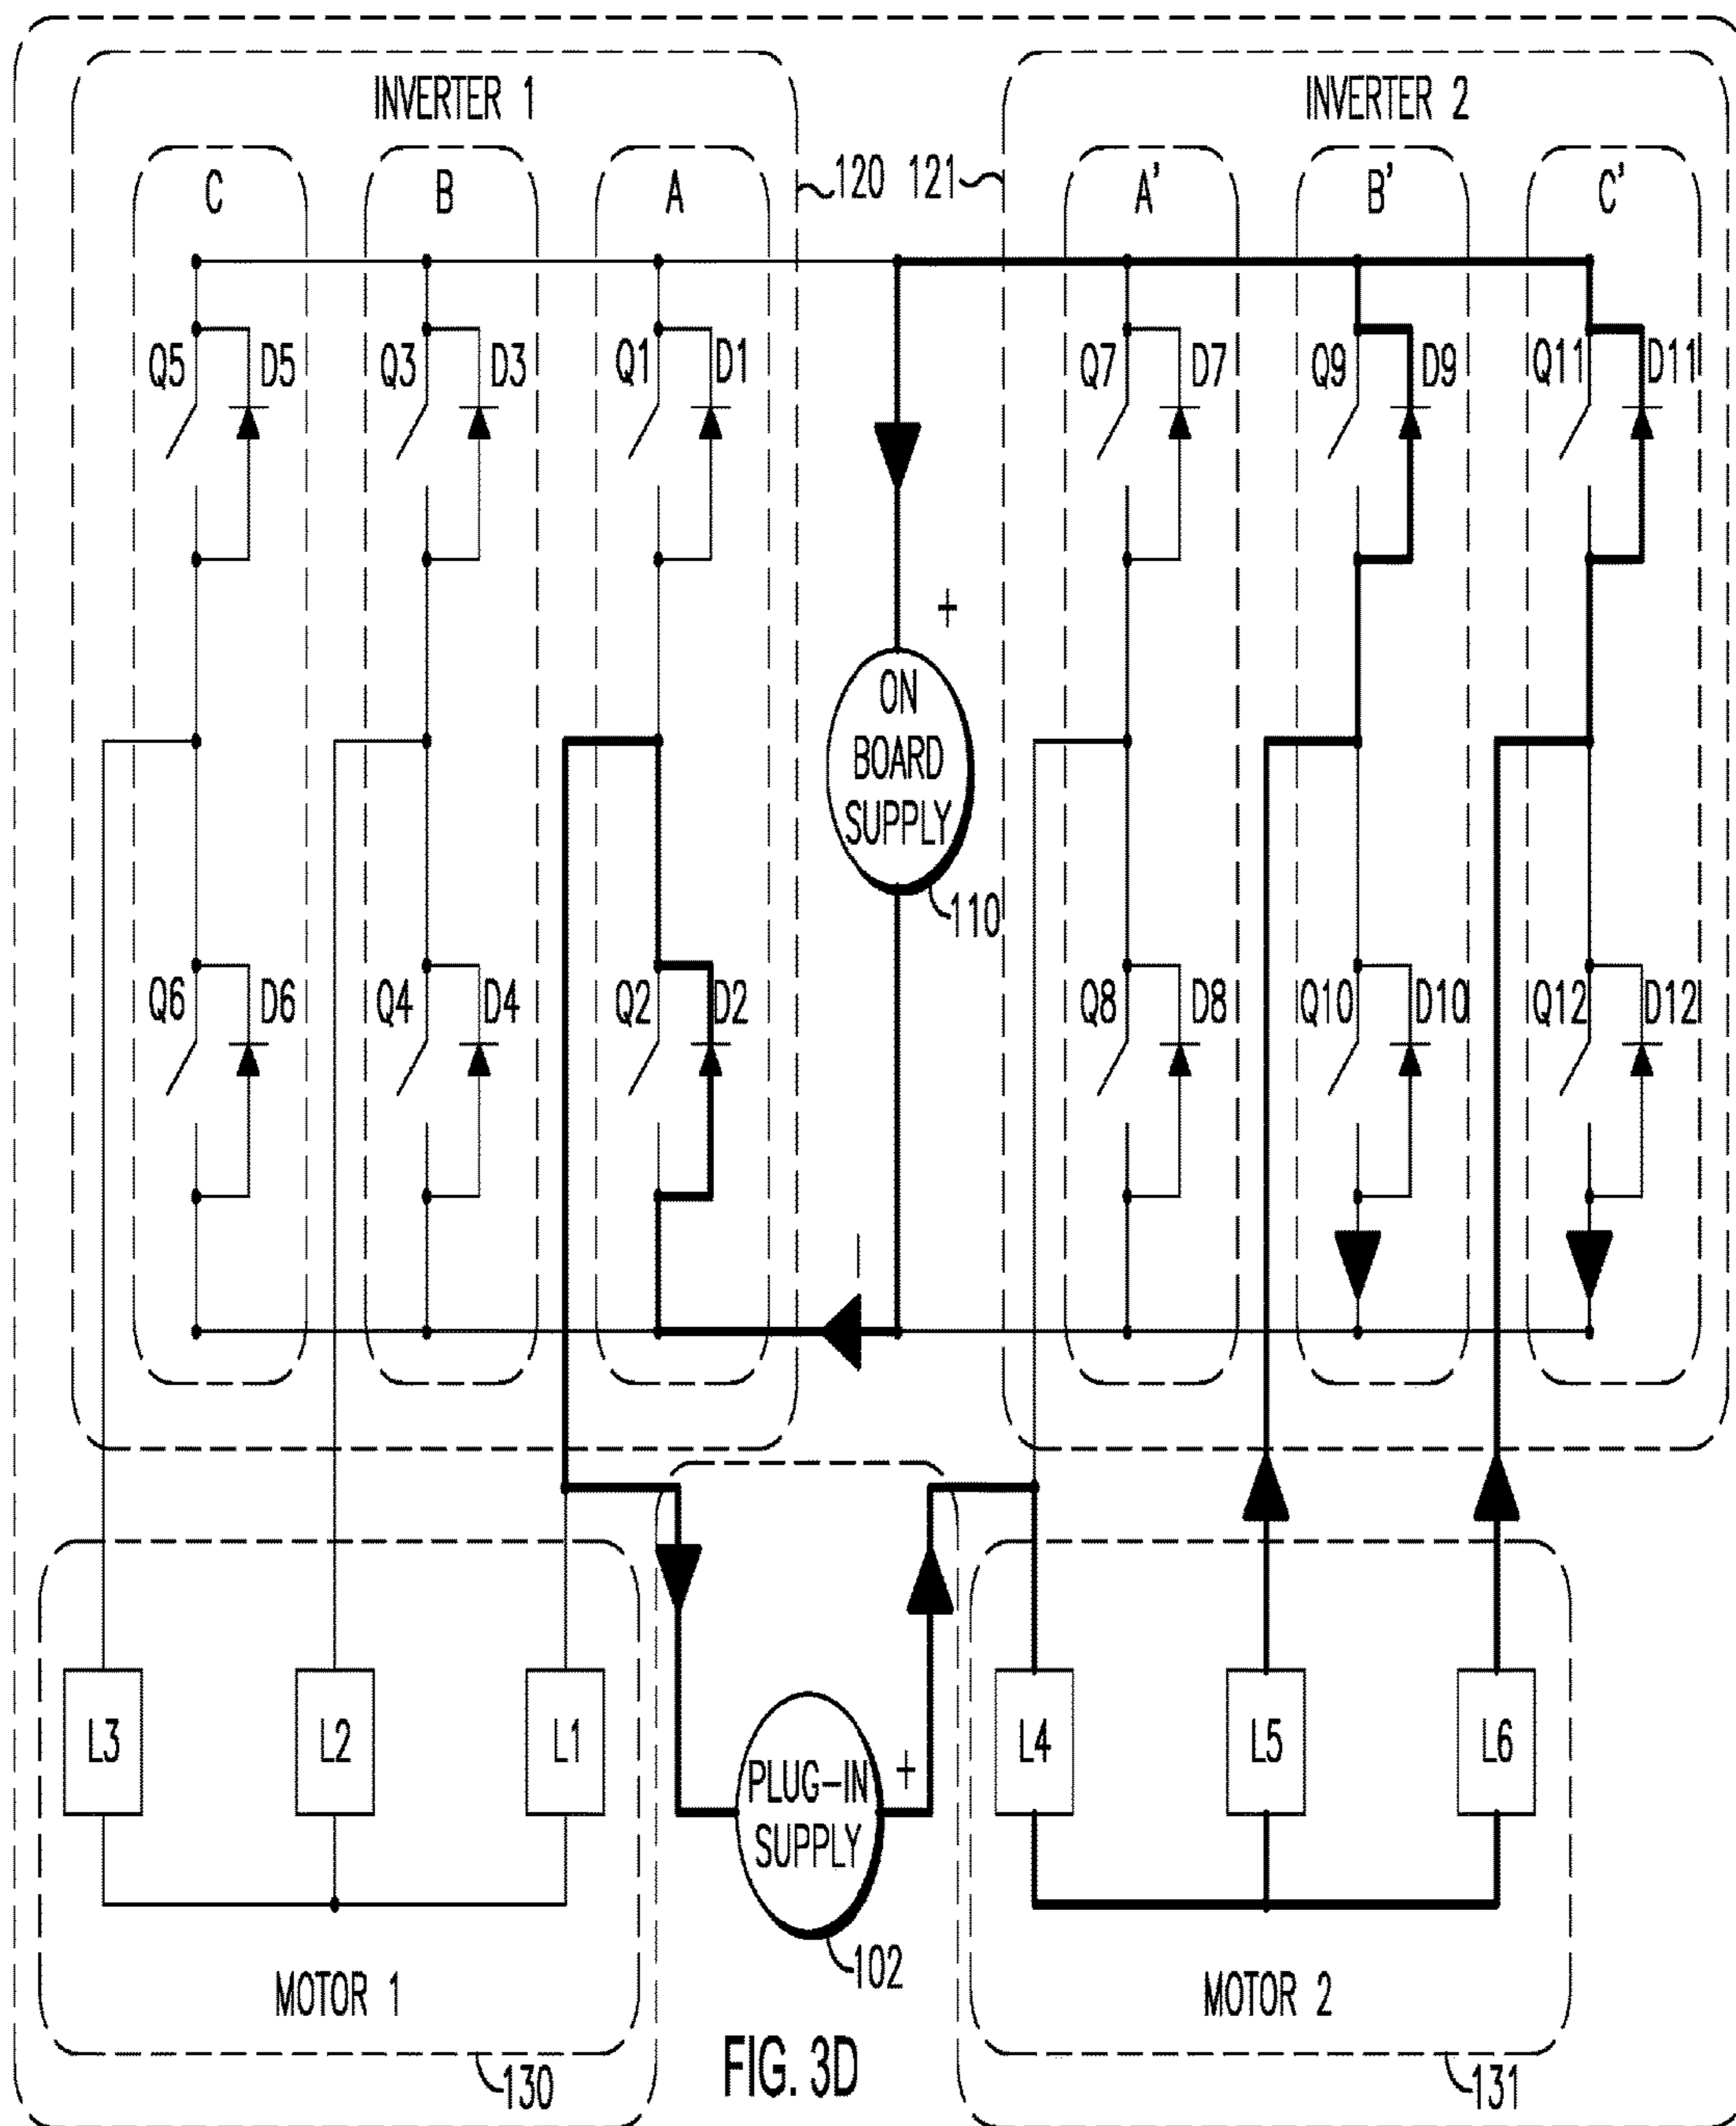 INVERTER 1
INVERTER 2
C
B
A
120
121
A'
B'
C'
Q5
D5
Q3
D3
Q1
D1
Q7
D7
Q9
D9
Q11
D11
+
ON
BOARD
SUPPLY
110
Q6
D6
Q4
D4
Q2
D2
Q8
D8
Q10
D10
Q12
D12
–
L3
L2
L1
PLUG-IN
SUPPLY
+
L4
L5
L6
102
MOTOR 1
MOTOR 2
FIG. 3D
130
131